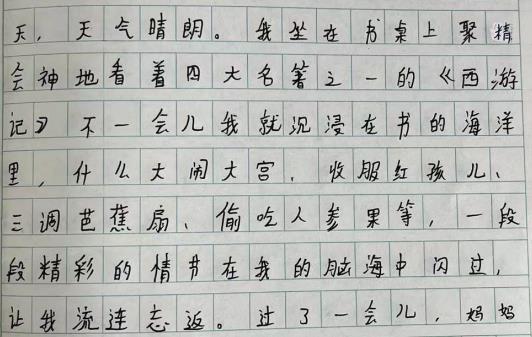 天，天气晴朗。我坐在书桌上聚精
会神地看着四大名著之一的《西游
记》不一会儿我就沉浸在书的海洋
里，什么大闹大宫、收服红孩儿、
三调芭蕉扇、偷吃人参果等，一段
段精彩的情节在我的脑海中闪过，
让我流连忘返。过了一会儿，妈妈